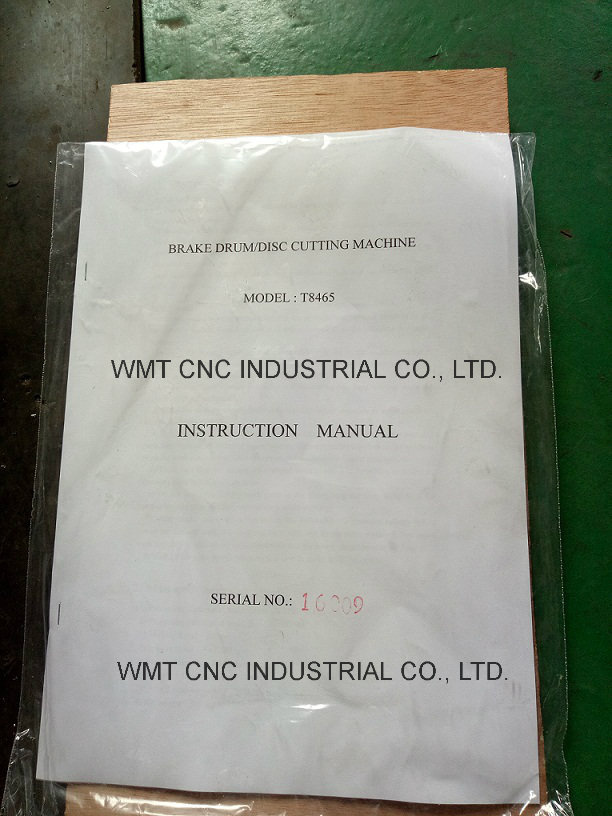 BRAKE DRUM/DISC CUTTING MACHINE
MODEL : T8465
WMT CNC INDUSTRIAL CO., LTD.
INSTRUCTION MANUAL
SERIAL NO.: 16009
WMT CNC INDUSTRIAL CO., LTD.